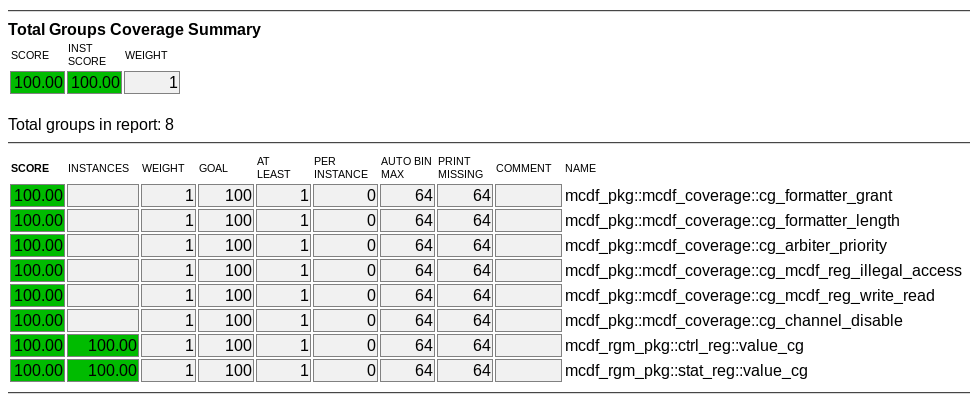 Total Groups Coverage Summary
SCORE INST SCORE WEIGHT
100.00 100.00 1
Total groups in report: 8
SCORE INSTANCES WEIGHT GOAL AT LEAST PER INSTANCE AUTO BIN MAX PRINT MISSING COMMENT NAME
100.00 1 100 1 0 64 64 mcdf_pkg::mcdf_coverage::cg_formatter_grant
100.00 1 100 1 0 64 64 mcdf_pkg::mcdf_coverage::cg_formatter_length
100.00 1 100 1 0 64 64 mcdf_pkg::mcdf_coverage::cg_arbiter_priority
100.00 1 100 1 0 64 64 mcdf_pkg::mcdf_coverage::cg_mcdf_reg_illegal_access
100.00 1 100 1 0 64 64 mcdf_pkg::mcdf_coverage::cg_mcdf_reg_write_read
100.00 1 100 1 0 64 64 mcdf_pkg::mcdf_coverage::cg_channel_disable
100.00 100.00 1 100 1 0 64 64 mcdf_rgm_pkg::ctrl_reg::value_cg
100.00 100.00 1 100 1 0 64 64 mcdf_rgm_pkg::stat_reg::value_cg